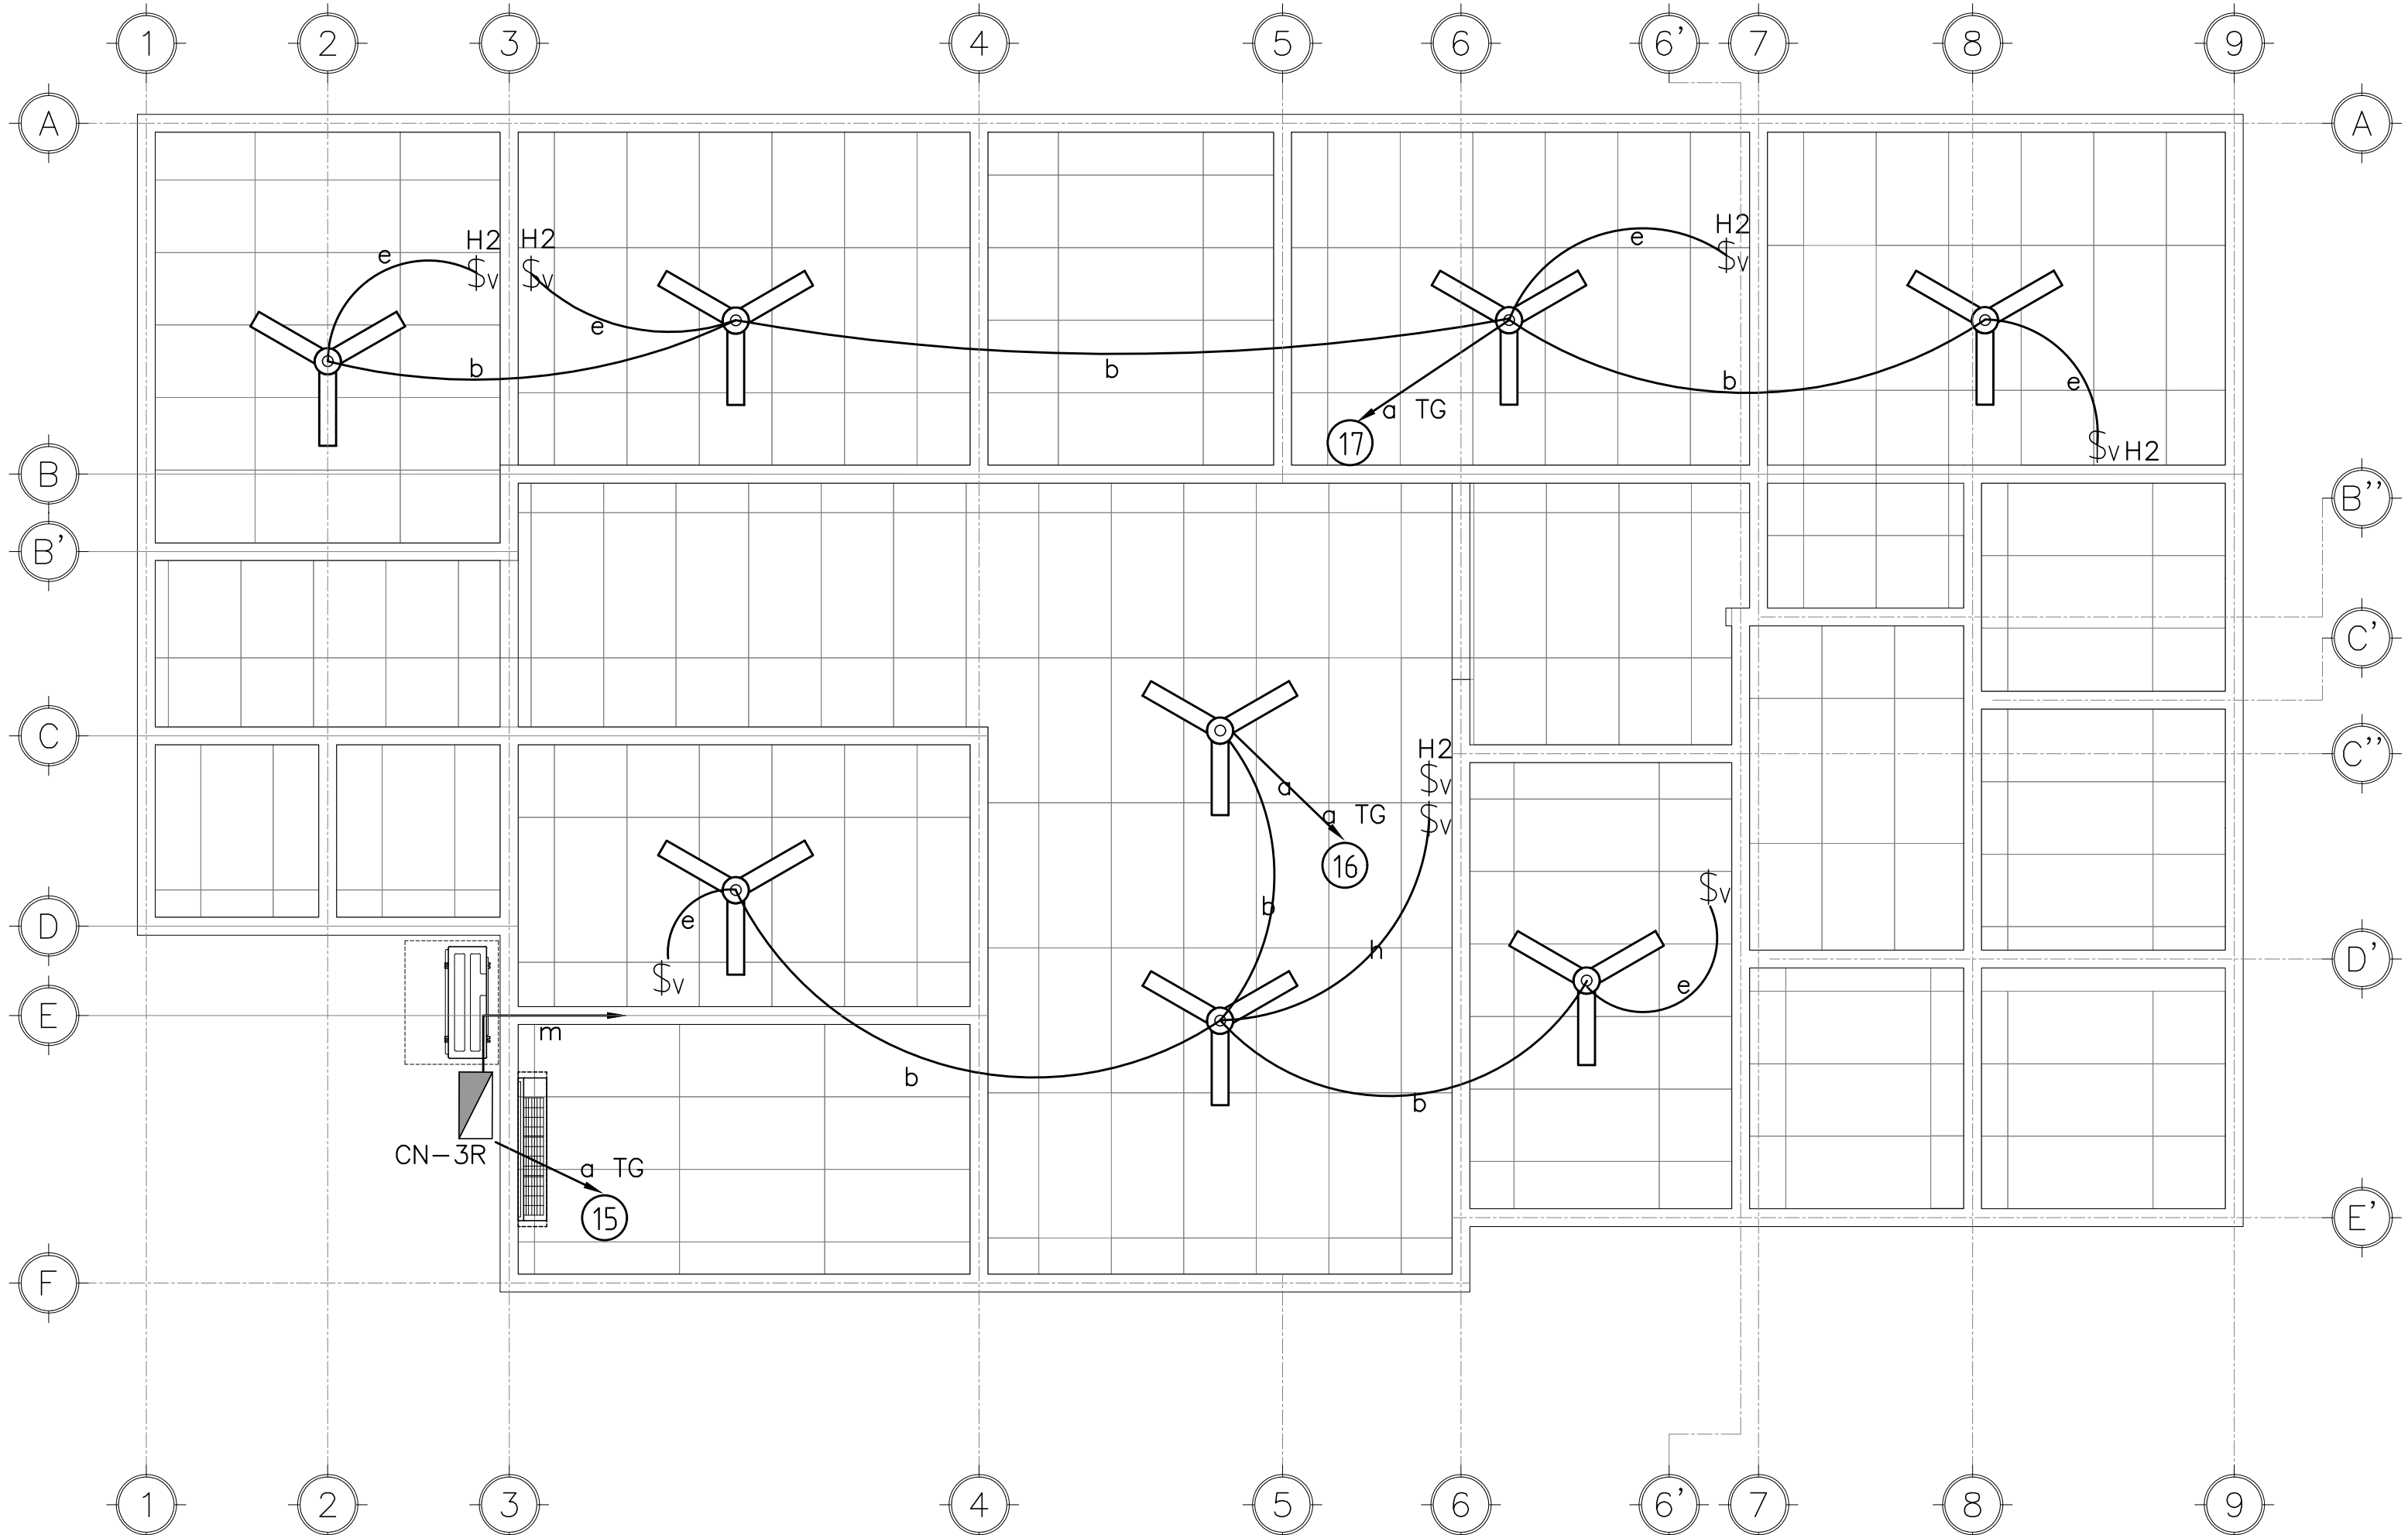 1 2 3 4 5 6 6' 7 8 9
A A
H2 H2 H2
$v $v $v
e e e
b b b e
a TG
17
$v H2
B B''
B'
C'
C C''
H2
$v
a
a TG $v
16
$v
e b
D D'
h
$v e
E
m
b b
CN-3R
a TG
15
E'
F
1 2 3 4 5 6 6' 7 8 9